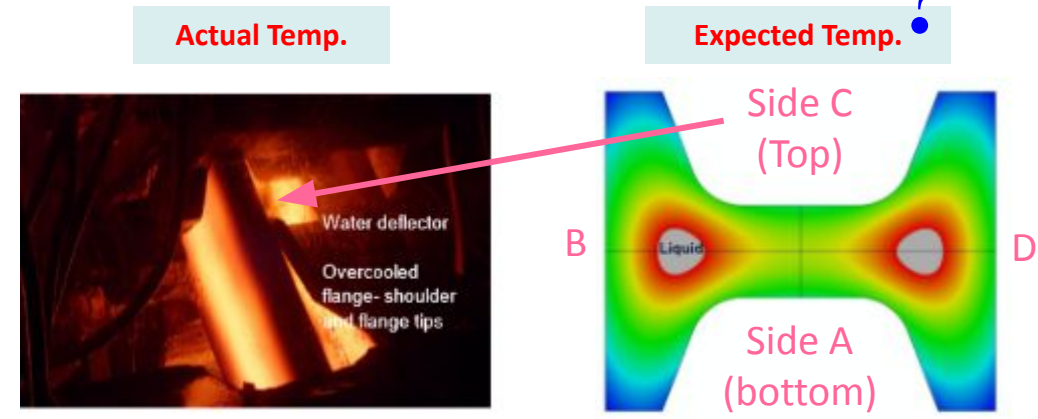 Actual Temp.
Expected Temp.
?
Water deflector
Overcooled
flange- shoulder
and flange tips
Side C
(Top)
B
Liquid
D
Side A
(bottom)